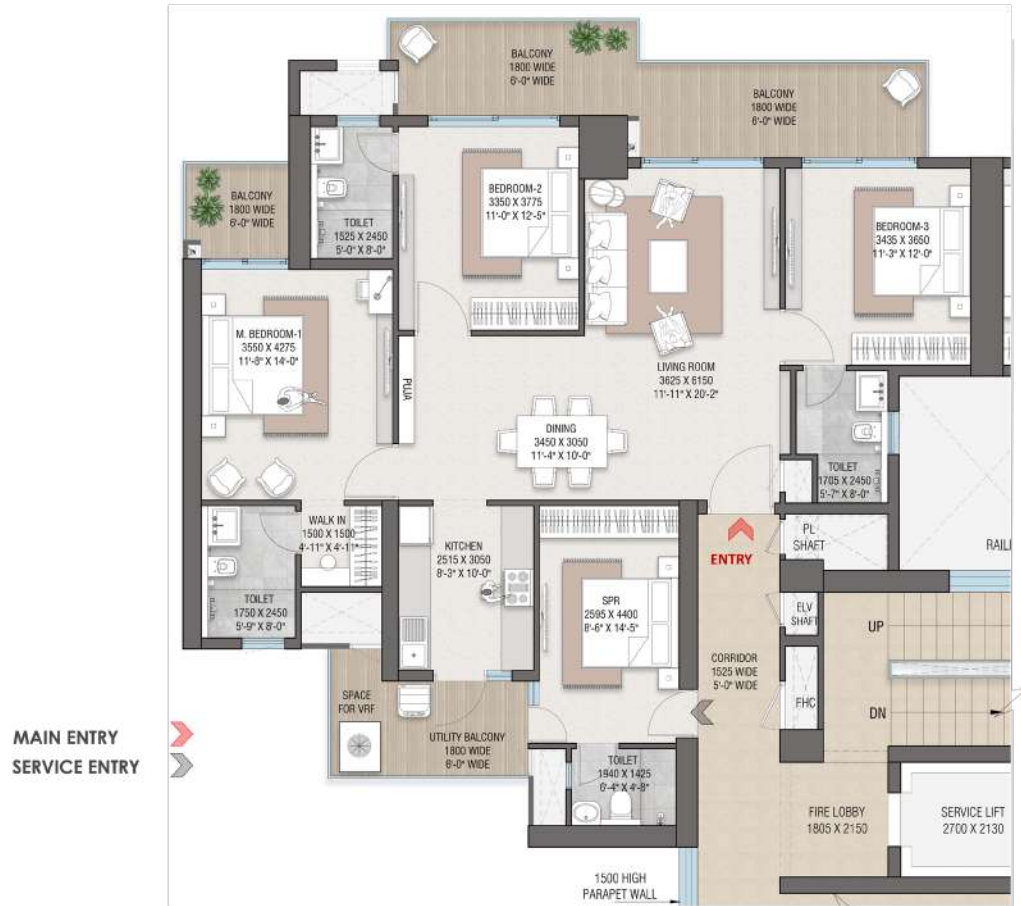 BALCONY
1800 WIDE
6'-0" WIDE
BALCONY
1800 WIDE
6'-0" WIDE
BALCONY
1800 WIDE
6'-0" WIDE
TOILET
1525 X 2450
5'-0" X 8'-0"
BEDROOM-2
3350 X 3775
11'-0" X 12'-5"
BEDROOM-3
3435 X 3650
11'-3" X 12'-0"
M. BEDROOM-1
3550 X 4275
11'-8" X 14'-0"
PUJA
LIVING ROOM
3625 X 6150
11'-11" X 20'-2"
DINING
3450 X 3050
11'-4" X 10'-0"
TOILET
1705 X 2450
5'-7" X 8'-0"
WALK IN
1500 X 1500
4'-11" X 4'-11"
KITCHEN
2515 X 3050
8'-3" X 10'-0"
ENTRY
PL
SHAFT
RAILI
TOILET
1750 X 2450
5'-9" X 8'-0"
SPR
2595 X 4400
8'-6" X 14'-5"
ELV
SHAFT
UP
CORRIDOR
1525 WIDE
5'-0" WIDE
FHC
DN
SPACE
FOR VRF
UTILITY BALCONY
1800 WIDE
6'-0" WIDE
MAIN ENTRY
SERVICE ENTRY
TOILET
1940 X 1425
6'-4" X 4'-8"
FIRE LOBBY
1805 X 2150
SERVICE LIFT
2700 X 2130
1500 HIGH
PARAPET WALL